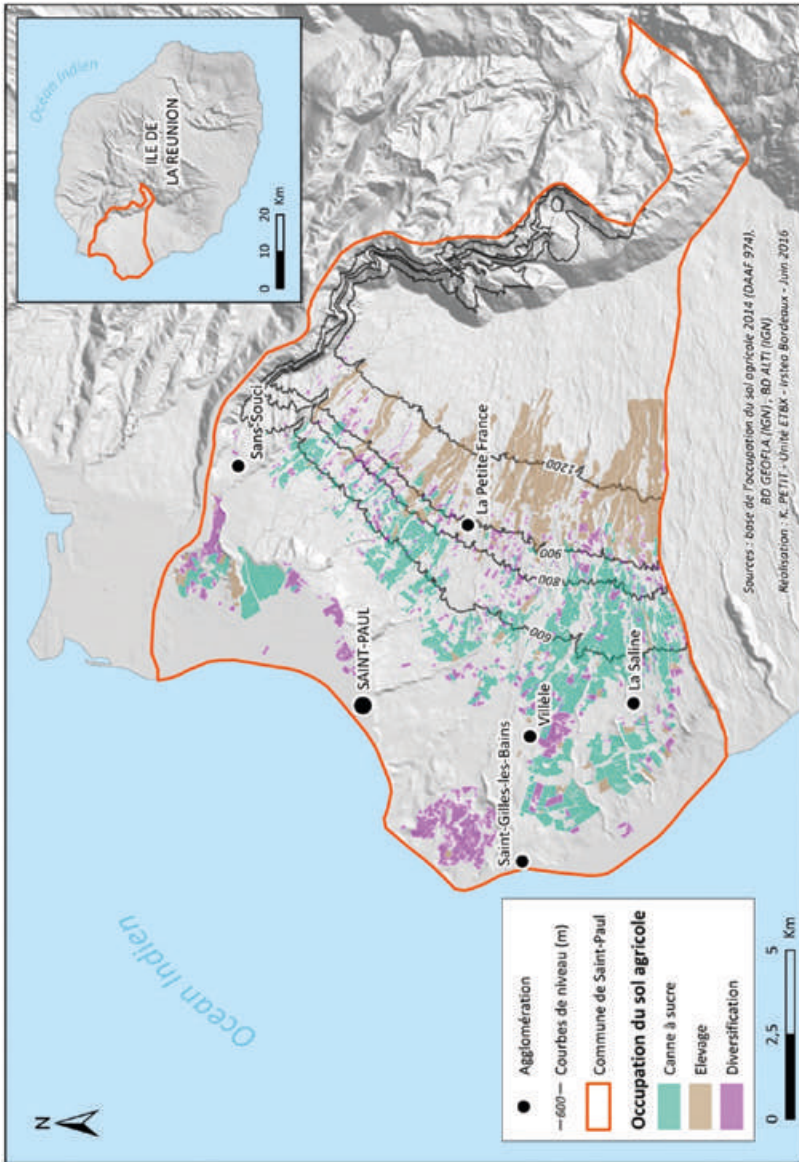 N
Océan Indien
Océan Indien
ILE DE
LA REUNION
0 10 20
Km
Sans-Souci
SAINT-PAUL
La Petite France
Saint-Gilles-les-Bains
Villèle
La Saline
600
800
900
1200
Agglomération
—600— Courbes de niveau (m)
Commune de Saint-Paul
Occupation du sol agricole
Canne à sucre
Elevage
Diversification
0 2,5 5
Km
Sources : base de l'occupation du sol agricole 2014 (DAAF 974),
BD GEOFLA (IGN) , BD ALTI (IGN)
Réalisation : K. PETIT - Unité ETBX - Irstea Bordeaux - Juin 2016